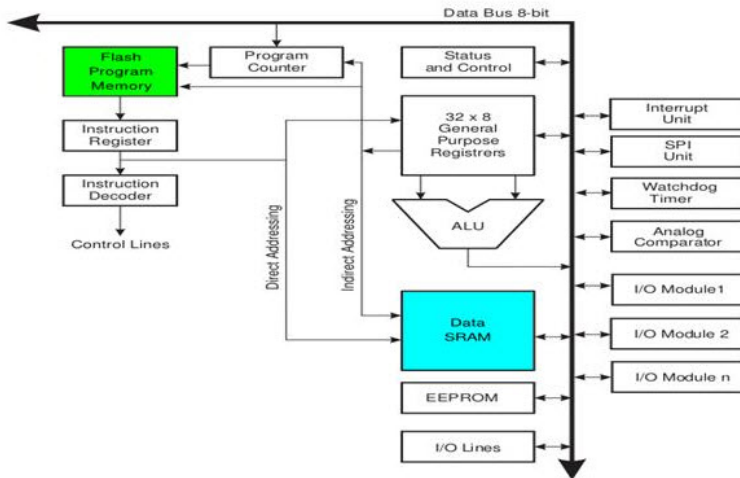 Data Bus 8-bit
Flash
Program
Memory
Program
Counter
Status
and Control
Instruction
Register
32 x 8
General
Purpose
Registrers
Interrupt
Unit
SPI
Unit
Instruction
Decoder
Watchdog
Timer
ALU
Analog
Comparator
Control Lines
Direct Addressing
Indirect Addressing
I/O Module1
Data
SRAM
I/O Module 2
I/O Module n
EEPROM
I/O Lines